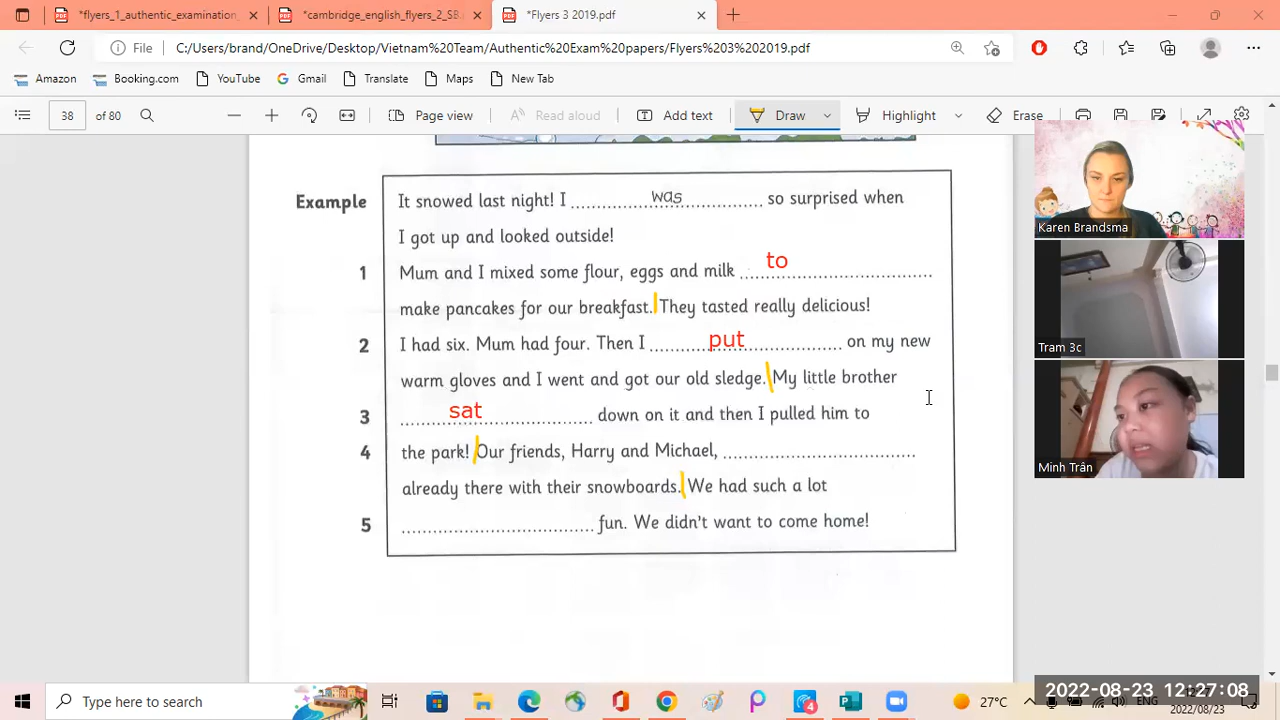 *flyers_1_authentic_examination_
*cambridge_english_flyers_2_SB.
*Flyers 3 2019.pdf
File
C:/Users/brand/OneDrive/Desktop/Vietnam%20Team/Authentic%20Exam%20papers/Flyers%203%202019.pdf
Amazon
Booking.com
YouTube
Gmail
Translate
Maps
New Tab
38
of 80
Page view
Read aloud
Add text
Draw
Highlight
Erase
Example
It snowed last night! I ......was...... so surprised when
I got up and looked outside!
1 Mum and I mixed some flour, eggs and milk ......to......
make pancakes for our breakfast. They tasted really delicious!
2 I had six. Mum had four. Then I ......put...... on my new
warm gloves and I went and got our old sledge. My little brother
3 ......sat...... down on it and then I pulled him to
4 the park! Our friends, Harry and Michael, ............
already there with their snowboards. We had such a lot
5 ............ fun. We didn't want to come home!
Karen Brandsma
Tram 3c
Minh Trân
Type here to search
4
27°C
ENG
2022-08-23 12:27:08
2022/08/23